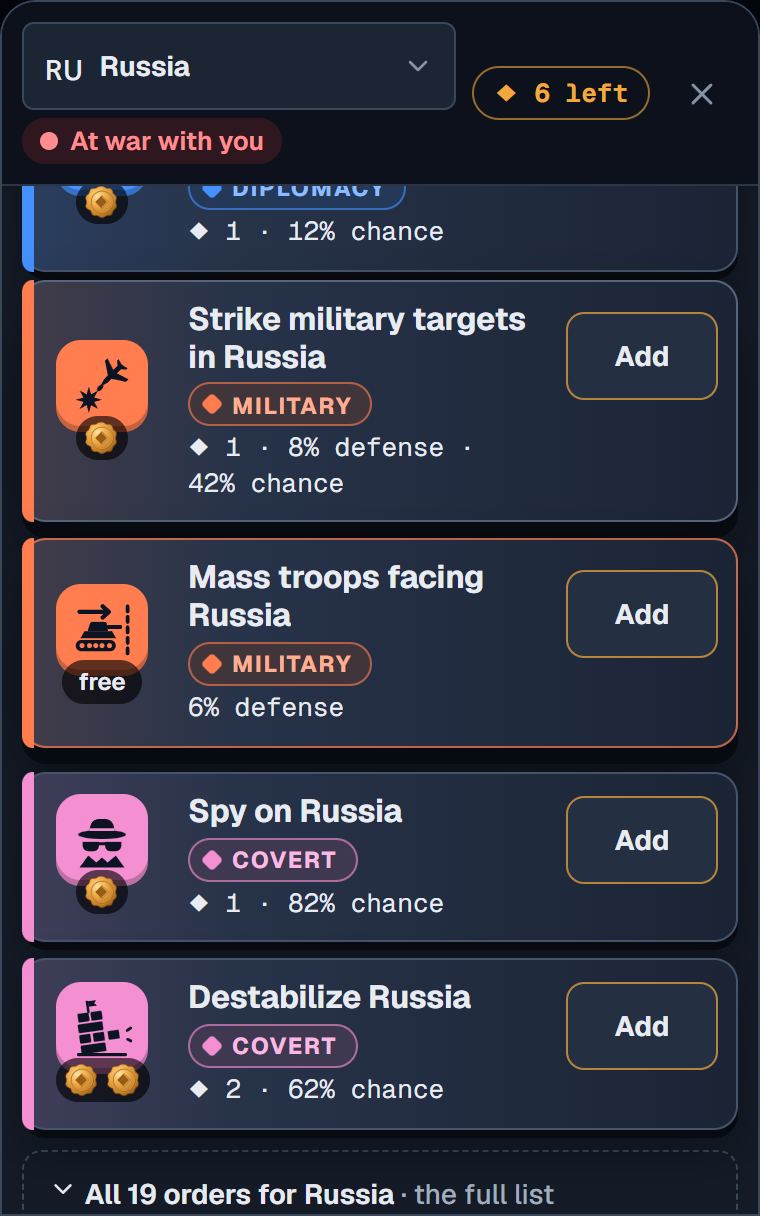 RU Russia
◆ 6 left
At war with you
DIPLOMACY
◆ 1 · 12% chance
Strike military targets
in Russia
Add
MILITARY
◆ 1 · 8% defense ·
42% chance
Mass troops facing
Russia
Add
free
MILITARY
6% defense
Spy on Russia
Add
COVERT
◆ 1 · 82% chance
Destabilize Russia
Add
COVERT
◆ 2 · 62% chance
All 19 orders for Russia · the full list